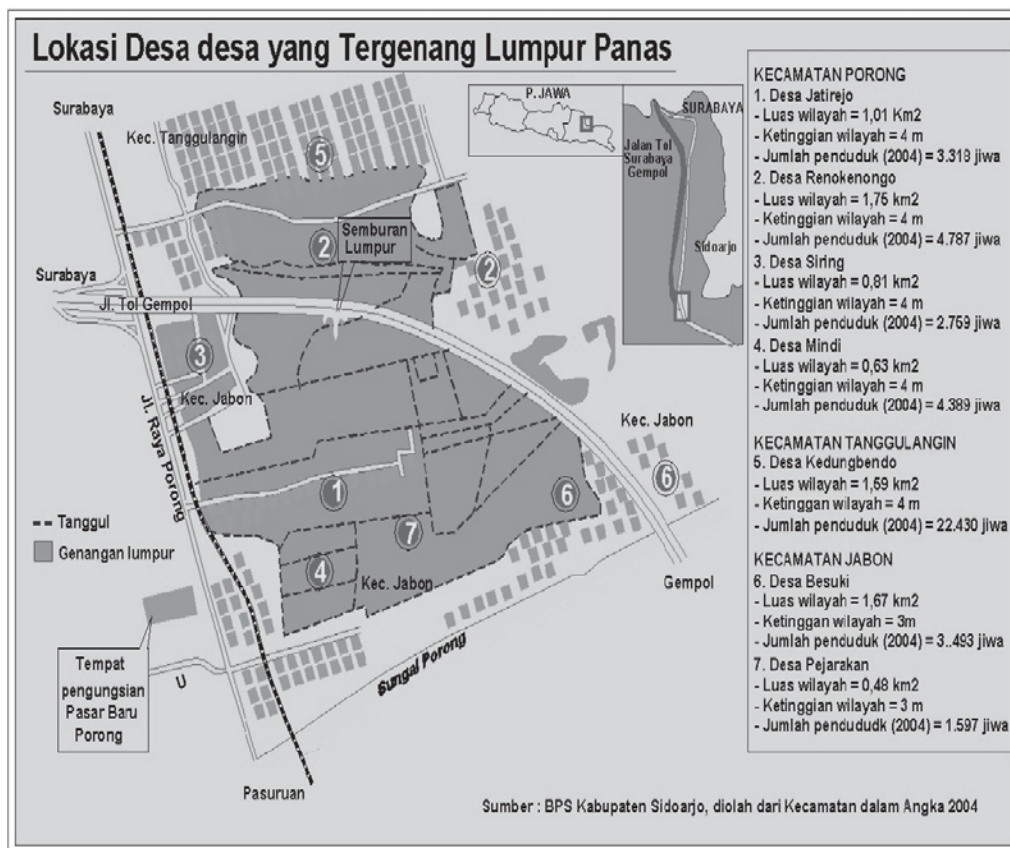 Lokasi Desa desa yang Tergenang Lumpur Panas
Surabaya
Kec. Tanggulangin
5
P. JAWA
SURABAYA
Jalan Tol
Surabaya
Gempol
Sidoarjo
Semburan
Lumpur
2
2
Surabaya
Jl. Tol Gempol
3
Kec. Jabon
Jl. Raya Porong
Kec. Jabon
6
1
6
7
4
Kec. Jabon
Gempol
Tanggul
Genangan lumpur
Tempat
pengungsian
Pasar Baru
Porong
U
Sungai Porong
Pasuruan
KECAMATAN PORONG
1. Desa Jatirejo
- Luas wilayah = 1,01 Km2
- Ketinggian wilayah = 4 m
- Jumlah penduduk (2004) = 3.318 jiwa
2. Desa Renokenongo
- Luas wilayah = 1,75 km2
- Ketinggian wilayah = 4 m
- Jumlah penduduk (2004) = 4.787 jiwa
3. Desa Siring
- Luas wilayah = 0,81 km2
- Ketinggian wilayah = 4 m
- Jumlah penduduk (2004) = 2.759 jiwa
4. Desa Mindi
- Luas wilayah = 0,63 km2
- Ketinggian wilayah = 4 m
- Jumlah penduduk (2004) = 4.389 jiwa
KECAMATAN TANGGULANGIN
5. Desa Kedungbendo
- Luas wilayah = 1,59 km2
- Ketinggan wilayah = 4 m
- Jumlah penduduk (2004) = 22.430 jiwa
KECAMATAN JABON
6. Desa Besuki
- Luas wilayah = 1,67 km2
- Ketinggan wilayah = 3m
- Jumlah penduduk (2004) = 3..493 jiwa
7. Desa Pejarakan
- Luas wilayah = 0,48 km2
- Ketinggian wilayah = 3 m
- Jumlah pendududk (2004) = 1.597 jiwa
Sumber : BPS Kabupaten Sidoarjo, diolah dari Kecamatan dalam Angka 2004